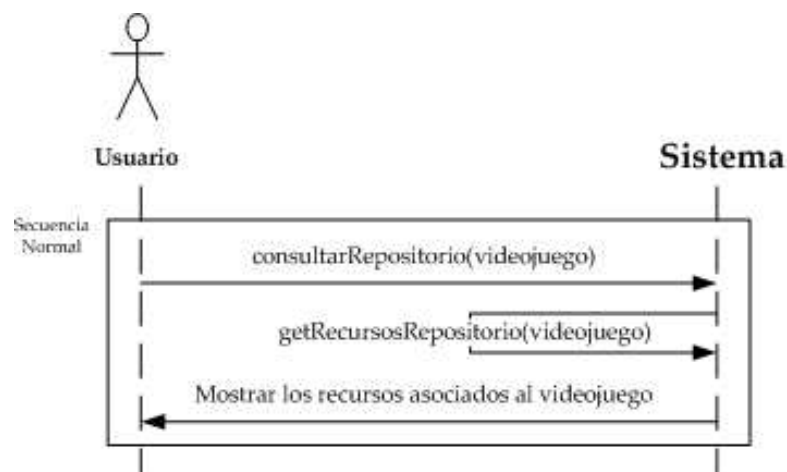 Usuario
Sistema
Secuencia
Normal
consultarRepositorio(videojuego)
getRecursosRepositorio(videojuego)
Mostrar los recursos asociados al videojuego